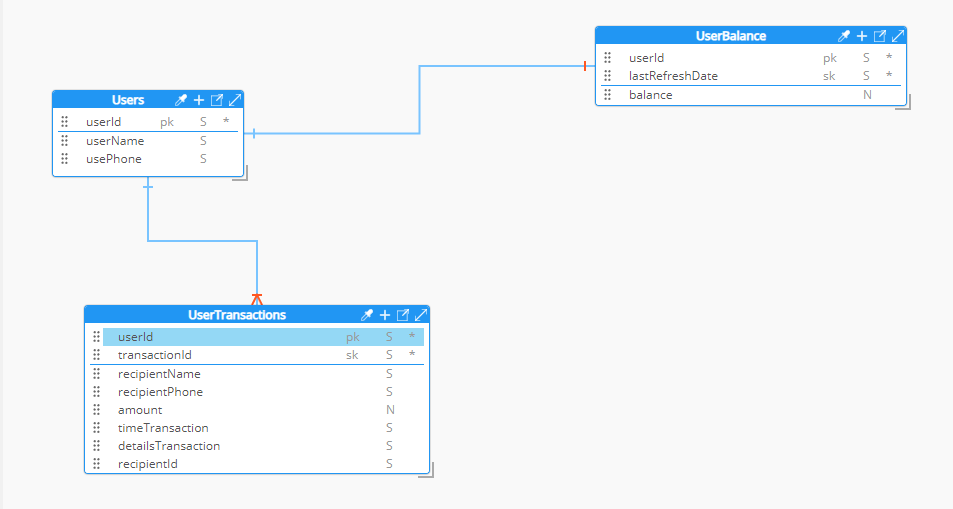 UserBalance
userId pk S *
lastRefreshDate sk S *
balance N
Users
userId pk S *
userName S
usePhone S
UserTransactions
userId pk S *
transactionId sk S *
recipientName S
recipientPhone S
amount N
timeTransaction S
detailsTransaction S
recipientId S